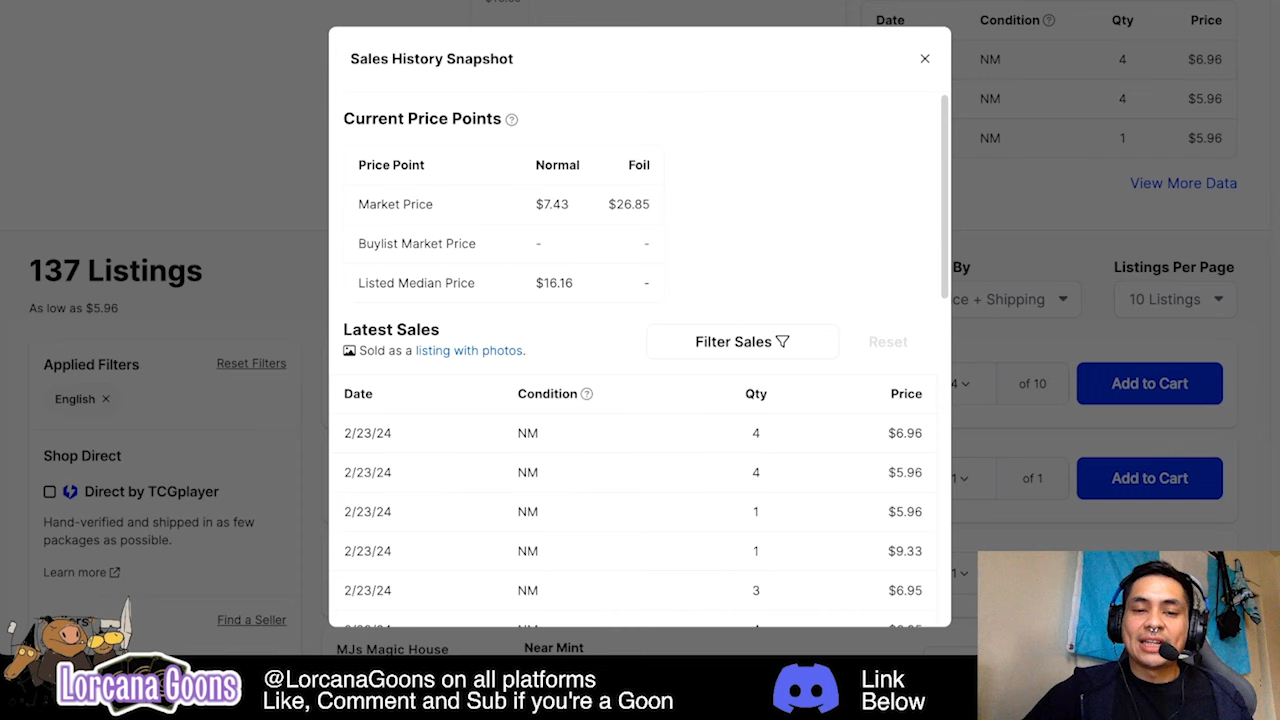 Date Condition Qty Price
NM 4 $6.96
NM 4 $5.96
NM 1 $5.96
View More Data
Sales History Snapshot
Current Price Points
Price Point Normal Foil
Market Price $7.43 $26.85
Buylist Market Price - -
Listed Median Price $16.16 -
Latest Sales
Sold as a listing with photos.
Filter Sales
Reset
Date Condition Qty Price
2/23/24 NM 4 $6.96
2/23/24 NM 4 $5.96
2/23/24 NM 1 $5.96
2/23/24 NM 1 $9.33
2/23/24 NM 3 $6.95
137 Listings
As low as $5.96
Applied Filters Reset Filters
English
Shop Direct
Direct by TCGplayer
Hand-verified and shipped in as few
packages as possible.
Learn more
Find a Seller
By
Listings Per Page
ce + Shipping
10 Listings
4 of 10 Add to Cart
1 of 1 Add to Cart
1
MJs Magic House
Near Mint
Lorcana Goons
@LorcanaGoons on all platforms
Like, Comment and Sub if you're a Goon
Link
Below